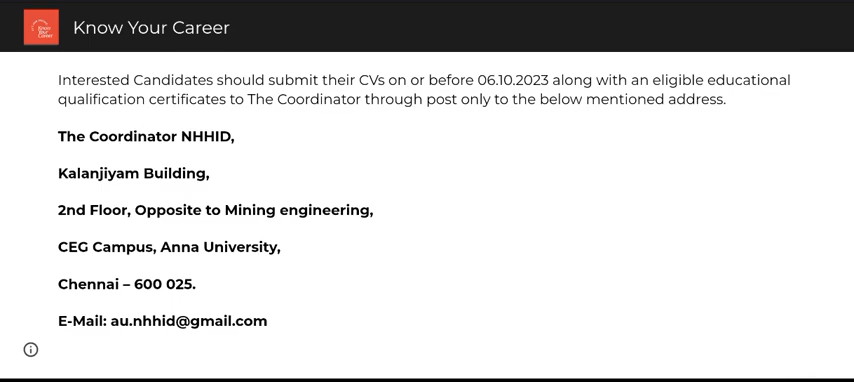 Know Your Career
Interested Candidates should submit their CVs on or before 06.10.2023 along with an eligible educational
qualification certificates to The Coordinator through post only to the below mentioned address.
The Coordinator NHHID,
Kalanjiyam Building,
2nd Floor, Opposite to Mining engineering,
CEG Campus, Anna University,
Chennai – 600 025.
E-Mail: au.nhhid@gmail.com